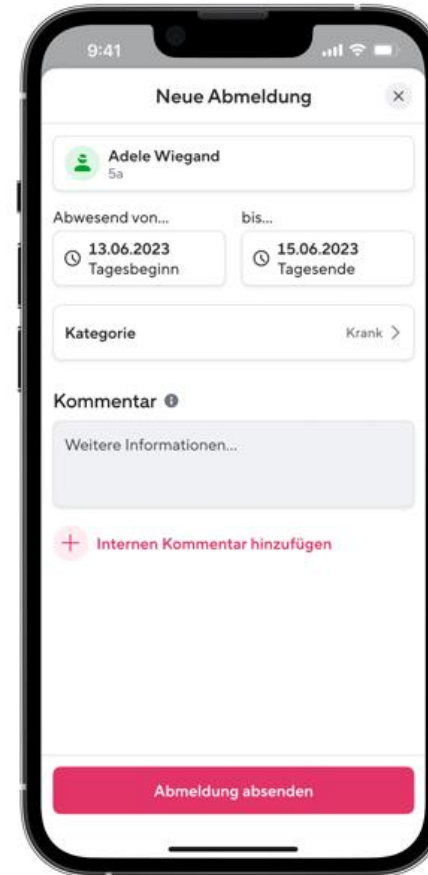 9:41
Neue Abmeldung
Adele Wiegand
5a
Abwesend von...
bis...
13.06.2023
Tagesbeginn
15.06.2023
Tagesende
Kategorie
Krank
Kommentar
Weitere Informationen...
Internen Kommentar hinzufügen
Abmeldung absenden